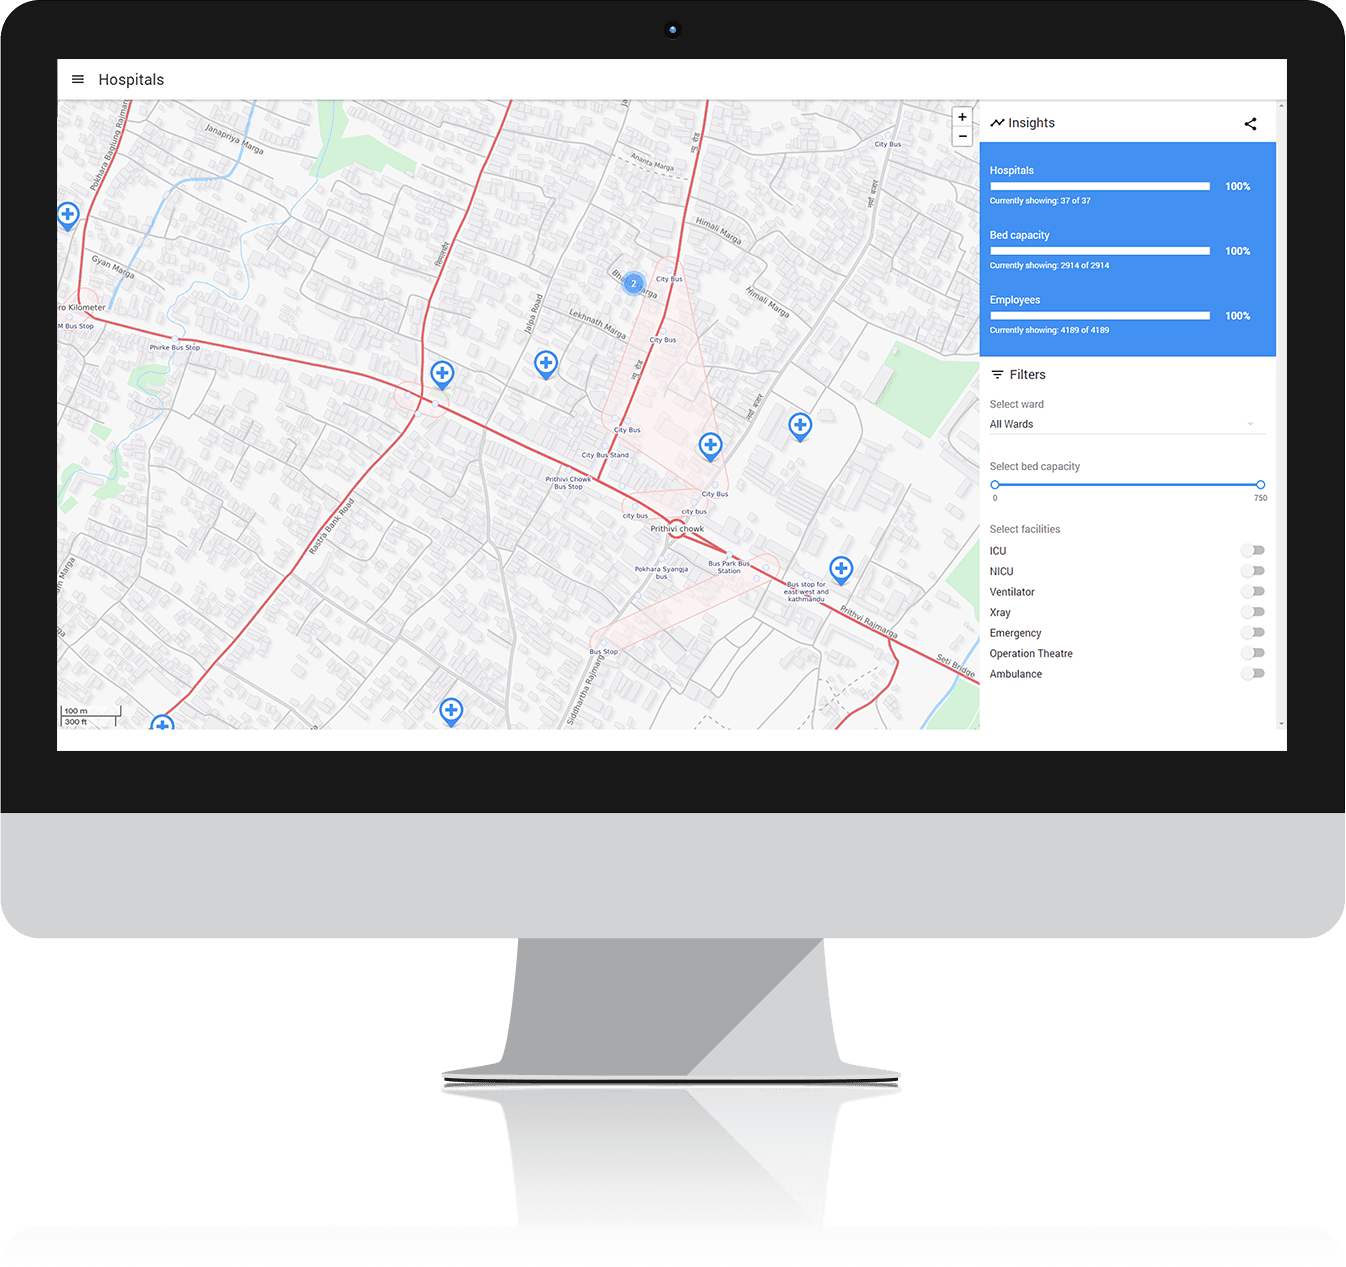 Hospitals
Insights
Hospitals
100%
Currently showing: 37 of 37
Bed capacity
100%
Currently showing: 2914 of 2914
Employees
100%
Currently showing: 4189 of 4189
Filters
Select ward
All Wards
Select bed capacity
0
750
Select facilities
ICU
NICU
Ventilator
Xray
Emergency
Operation Theatre
Ambulance
+
−
Pokhara Baglung Rajmar
Janapriya Marga
Ananta Marga
City Bus
Himali Marga
Gyan Marga
City Bus
2
Himali Marga
ro Kilometer
M Bus Stop
Jalpa Road
Lekhnath Marga
City Bus
Phirke Bus Stop
City Bus
City Bus Stand
Prithivi Chowk
Bus Stop
City Bus
city bus
city bus
Prithivi chowk
Rastra Bank Road
Pokhara Syangja
bus
Bus Park Bus
Station
Bus stop for
east-west and
kathmandu
Prithvi Rajmarga
Bus Stop
Seti Bridge
Siddhartha Rajmarg
100 m
300 ft